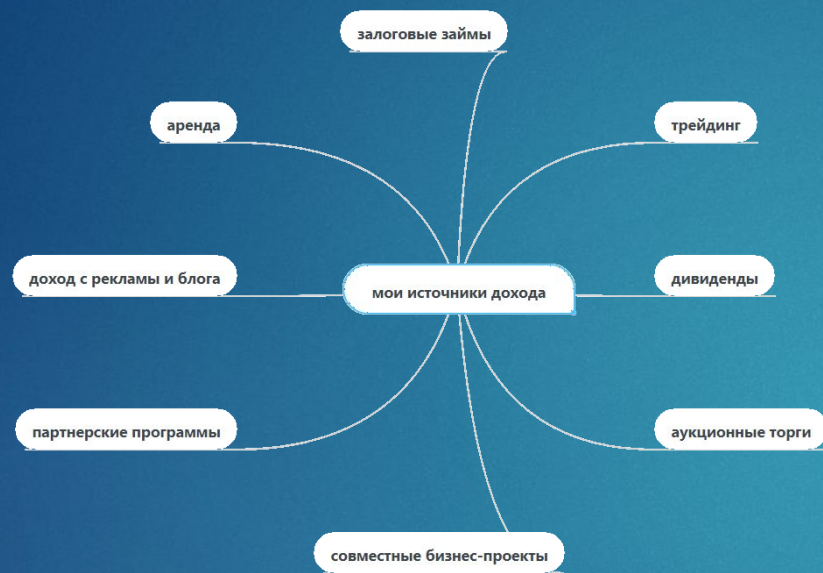 залоговые займы
аренда
трейдинг
доход с рекламы и блога
мои источники дохода
дивиденды
партнерские программы
аукционные торги
совместные бизнес-проекты